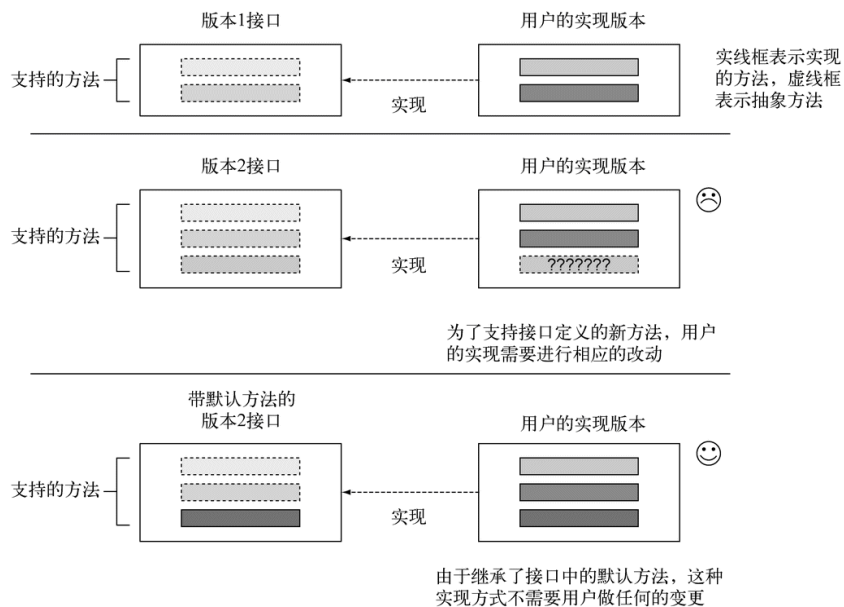 版本1接口
用户的实现版本
支持的方法
实现
实线框表示实现
的方法，虚线框
表示抽象方法
版本2接口
用户的实现版本
支持的方法
实现
???????
为了支持接口定义的新方法，用户
的实现需要进行相应的改动
带默认方法的
版本2接口
用户的实现版本
支持的方法
实现
由于继承了接口中的默认方法，这种
实现方式不需要用户做任何的变更